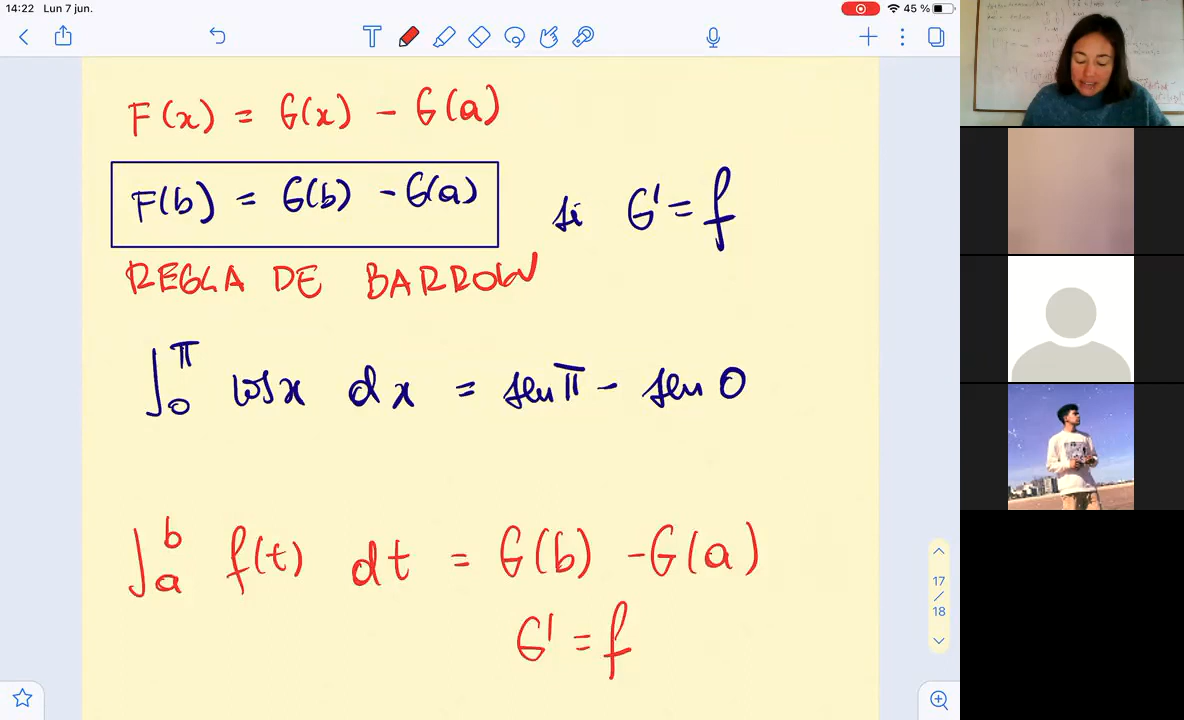 14:22 Lun 7 jun. 45 %
F(x) = G(x) - G(a)
F(b) = G(b) - G(a) si G' = f
REGLA DE BARROW
∫₀^π cos x dx = sen π - sen 0
∫ₐ^b f(t) dt = G(b) - G(a)
G' = f
17
/
18